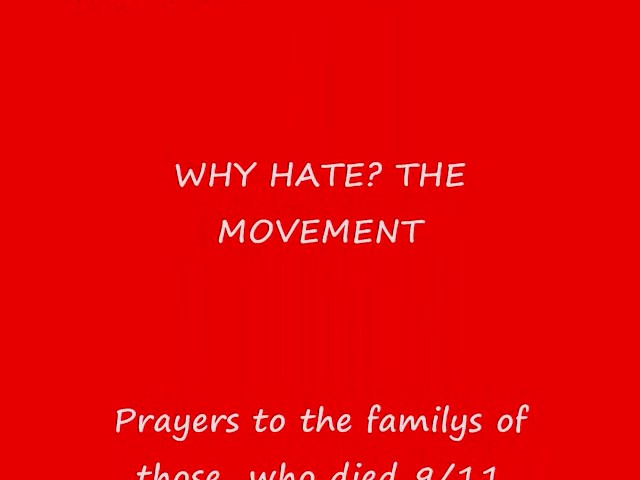 WHY HATE? THE
MOVEMENT
Prayers to the familys of
those who died 9/11